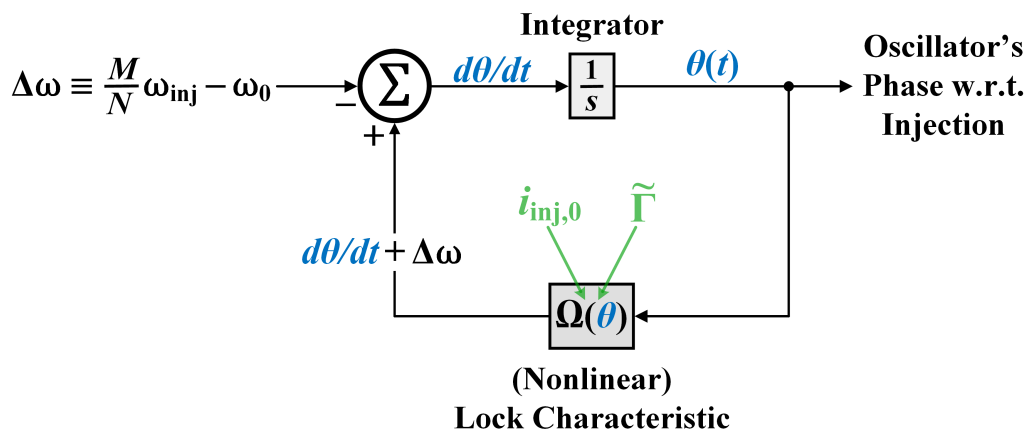 Integrator
Δω ≡ M/N ω_inj − ω_0
−
Σ
+
dθ/dt
1/s
θ(t)
Oscillator's
Phase w.r.t.
Injection
i_inj,0
Γ̃
dθ/dt + Δω
Ω(θ)
(Nonlinear)
Lock Characteristic